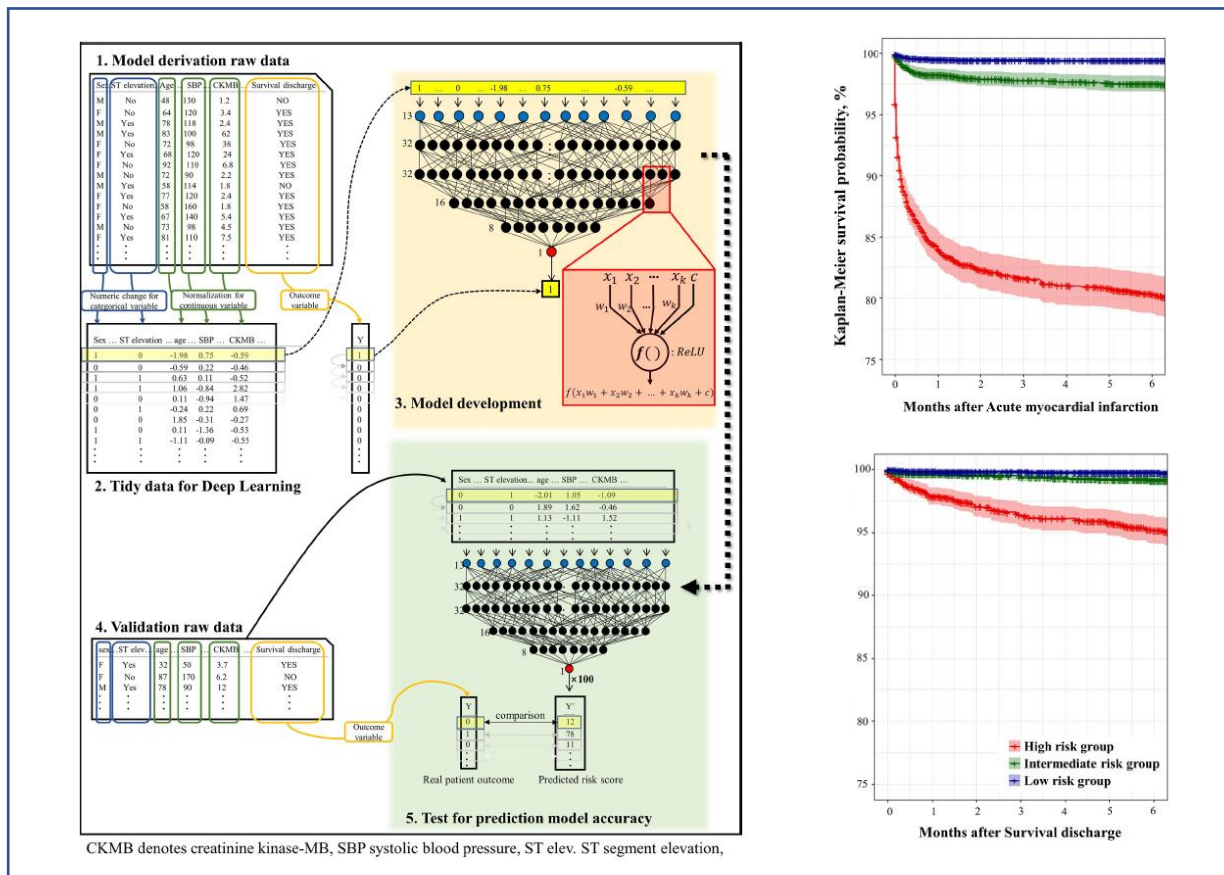 1. Model derivation raw data
Sex ST elevation... Age ... SBP ... CKMB ... Survival discharge
M No 48 130 1.2 NO
F No 64 120 3.4 YES
M Yes 78 118 2.4 YES
M Yes 83 100 62 YES
F No 72 98 38 YES
F Yes 68 120 24 YES
F No 92 110 6.8 YES
M No 72 90 2.2 YES
M Yes 58 114 1.8 NO
F Yes 77 120 2.4 YES
F No 58 160 1.8 YES
F Yes 67 140 5.4 YES
M No 73 98 4.5 YES
F Yes 81 110 7.5 YES
Numeric change for
categorical variable
Normalization for
continuous variable
Outcome
variable
Sex ... ST elevation ... age ... SBP ... CKMB ...
1 0 -1.98 0.75 -0.59
0 0 -0.59 0.22 -0.46
1 1 0.63 0.11 -0.52
1 1 1.06 -0.84 2.82
0 0 0.11 -0.94 1.47
0 1 -0.24 0.22 0.69
0 0 1.85 -0.31 -0.27
1 0 0.11 -1.36 -0.53
1 1 -1.11 -0.09 -0.55
Y
1
0
0
0
0
0
0
0
0
2. Tidy data for Deep Learning
1 ... 0 ... -1.98 ... 0.75 ... -0.59 ...
13
32
32
16
8
1
1
x1 x2 ... xk c
w1 w2 ... wk
f( ) : ReLU
f(x1w1 + x2w2 + ... + xkwk + c)
3. Model development
4. Validation raw data
sex ... ST elev... age ... SBP ... CKMB ... Survival discharge
F Yes 32 50 3.7 YES
F No 87 170 6.2 NO
M Yes 78 90 12 YES
Outcome
variable
Sex ... ST elevation... age ... SBP ... CKMB ...
0 1 -2.01 1.05 -1.09
0 0 1.89 1.62 -0.46
1 1 1.13 -1.11 1.52
13
32
32
16
8
1
×100
Y
0
1
0
comparison
Y'
12
78
11
Real patient outcome
Predicted risk score
5. Test for prediction model accuracy
CKMB denotes creatinine kinase-MB, SBP systolic blood pressure, ST elev. ST segment elevation,
Kaplan-Meier survival probability, %
100
95
90
85
80
75
0 1 2 3 4 5 6
Months after Acute myocardial infarction
100
95
90
95
80
75
High risk group
Intermediate risk group
Low risk group
0 1 2 3 4 5 6
Months after Survival discharge